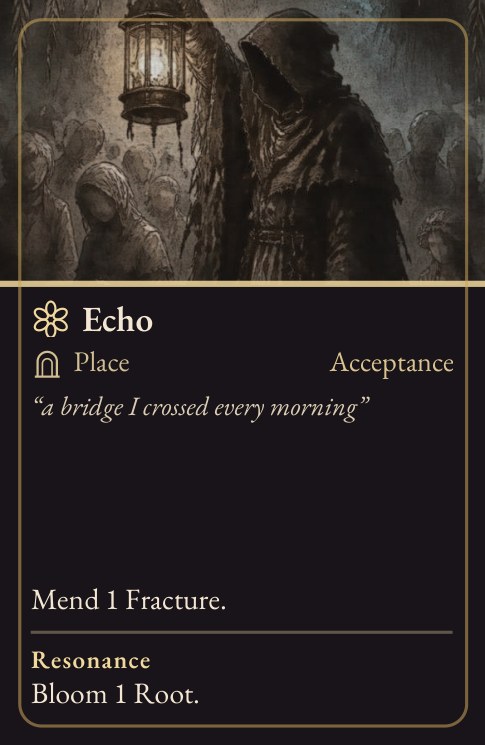 Echo
Place Acceptance
“a bridge I crossed every morning”
Mend 1 Fracture.
Resonance
Bloom 1 Root.